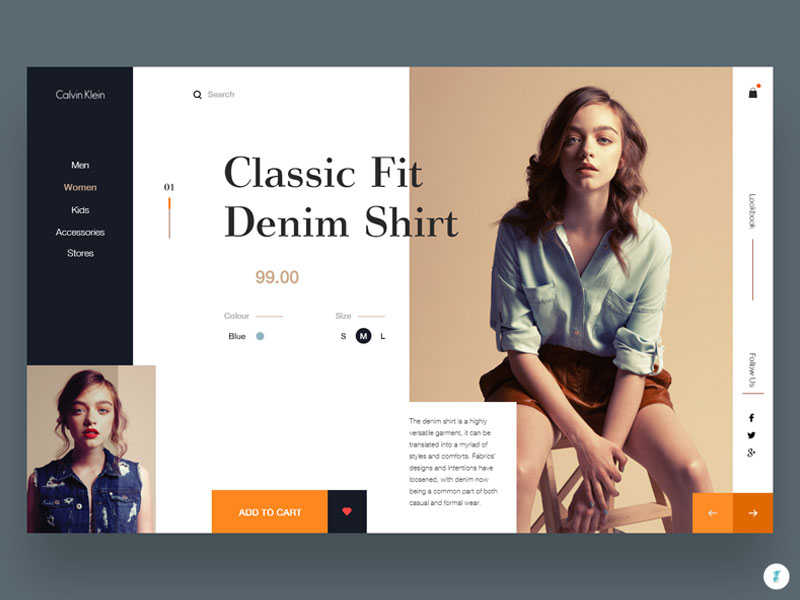 Calvin Klein
Men
Women
Kids
Accessories
Stores
Search
01
Classic Fit
Denim Shirt
99.00
Colour
Blue
Size
S M L
The denim shirt is a highly
versatile garment, it can be
translated into a myriad of
styles and comforts. Fabrics'
designs and intentions have
loosened, with denim now
being a common part of both
casual and formal wear.
ADD TO CART
Lookbook
Follow Us